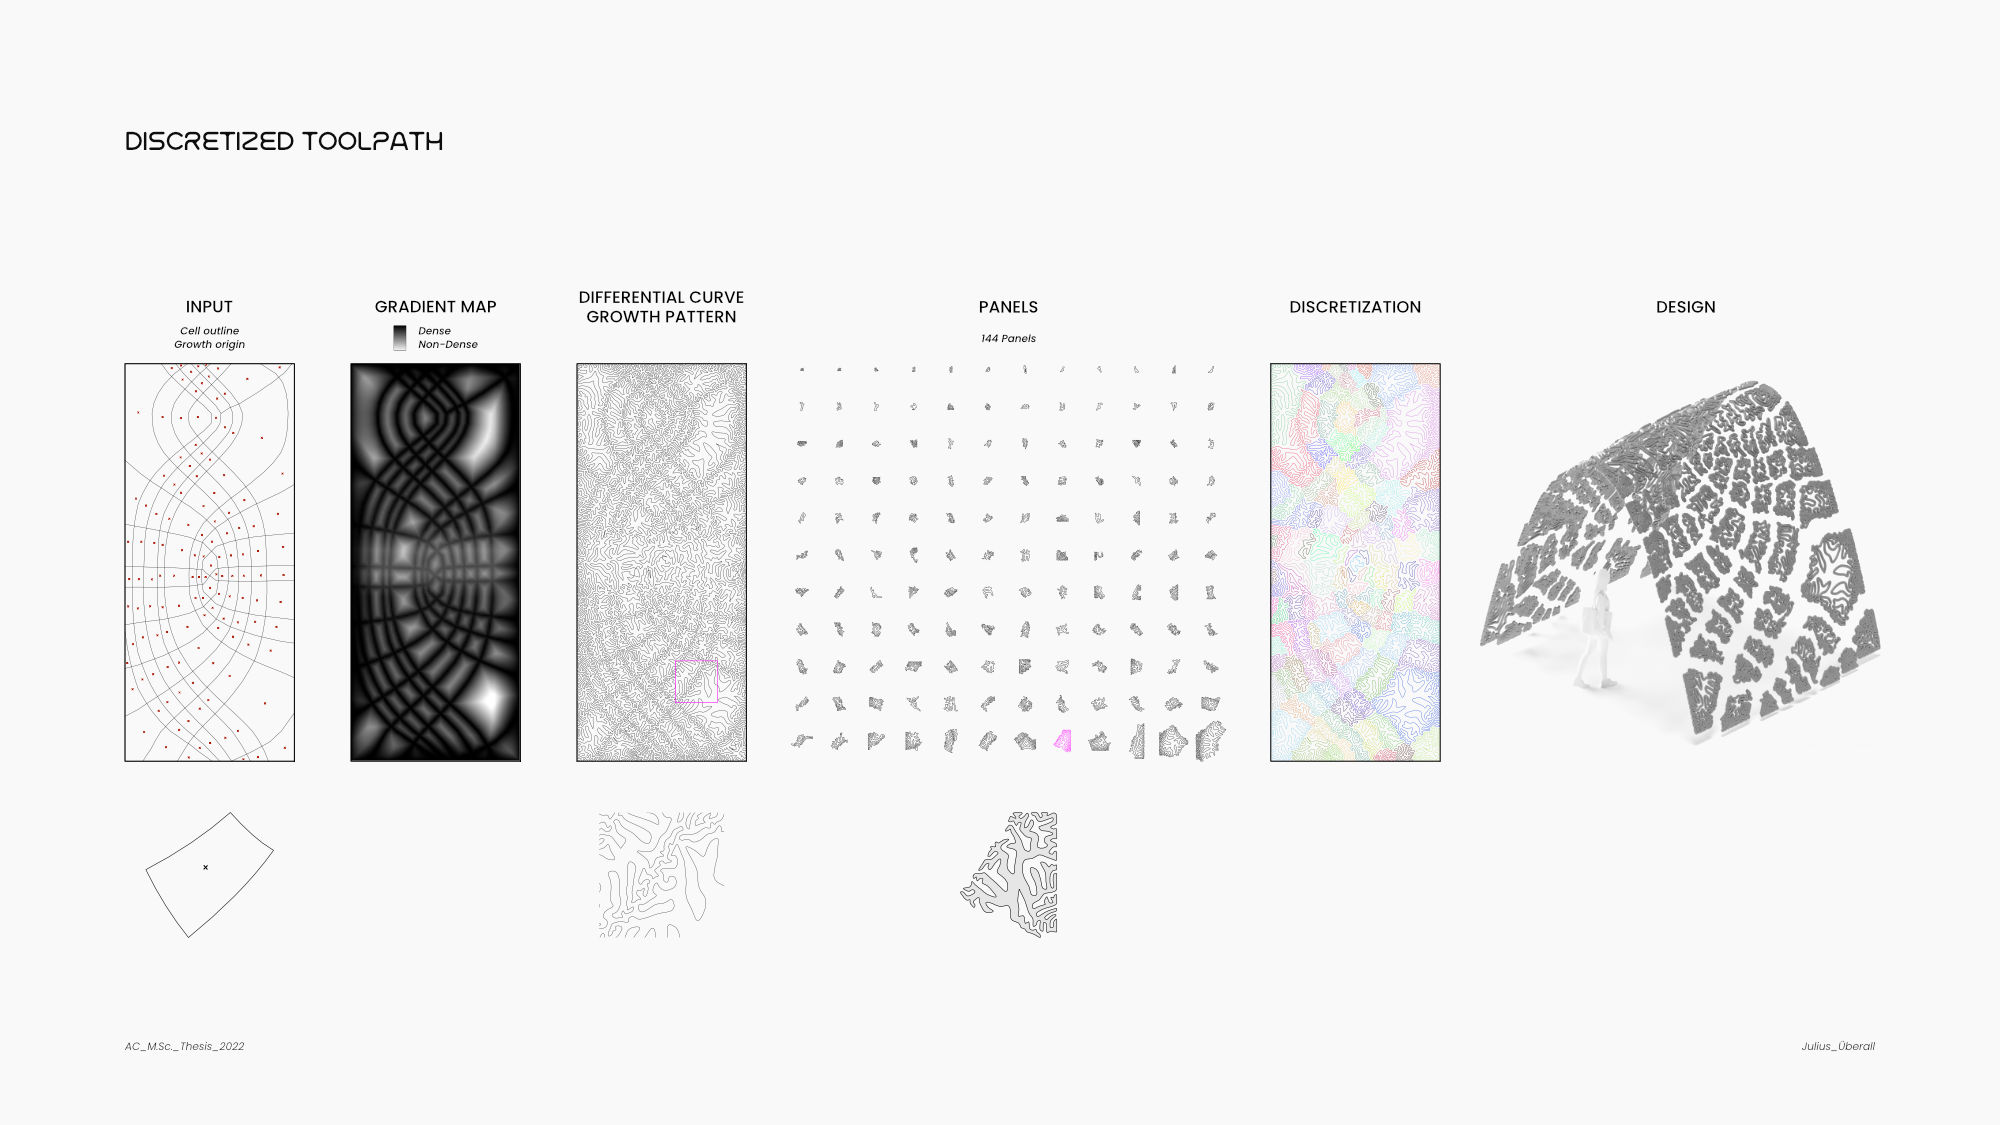 DISCRETIZED TOOLPATH
INPUT
Cell outline
Growth origin
GRADIENT MAP
Dense
Non-Dense
DIFFERENTIAL CURVE
GROWTH PATTERN
PANELS
144 Panels
DISCRETIZATION
DESIGN
AC_M.Sc._Thesis_2022
Julius_Überall